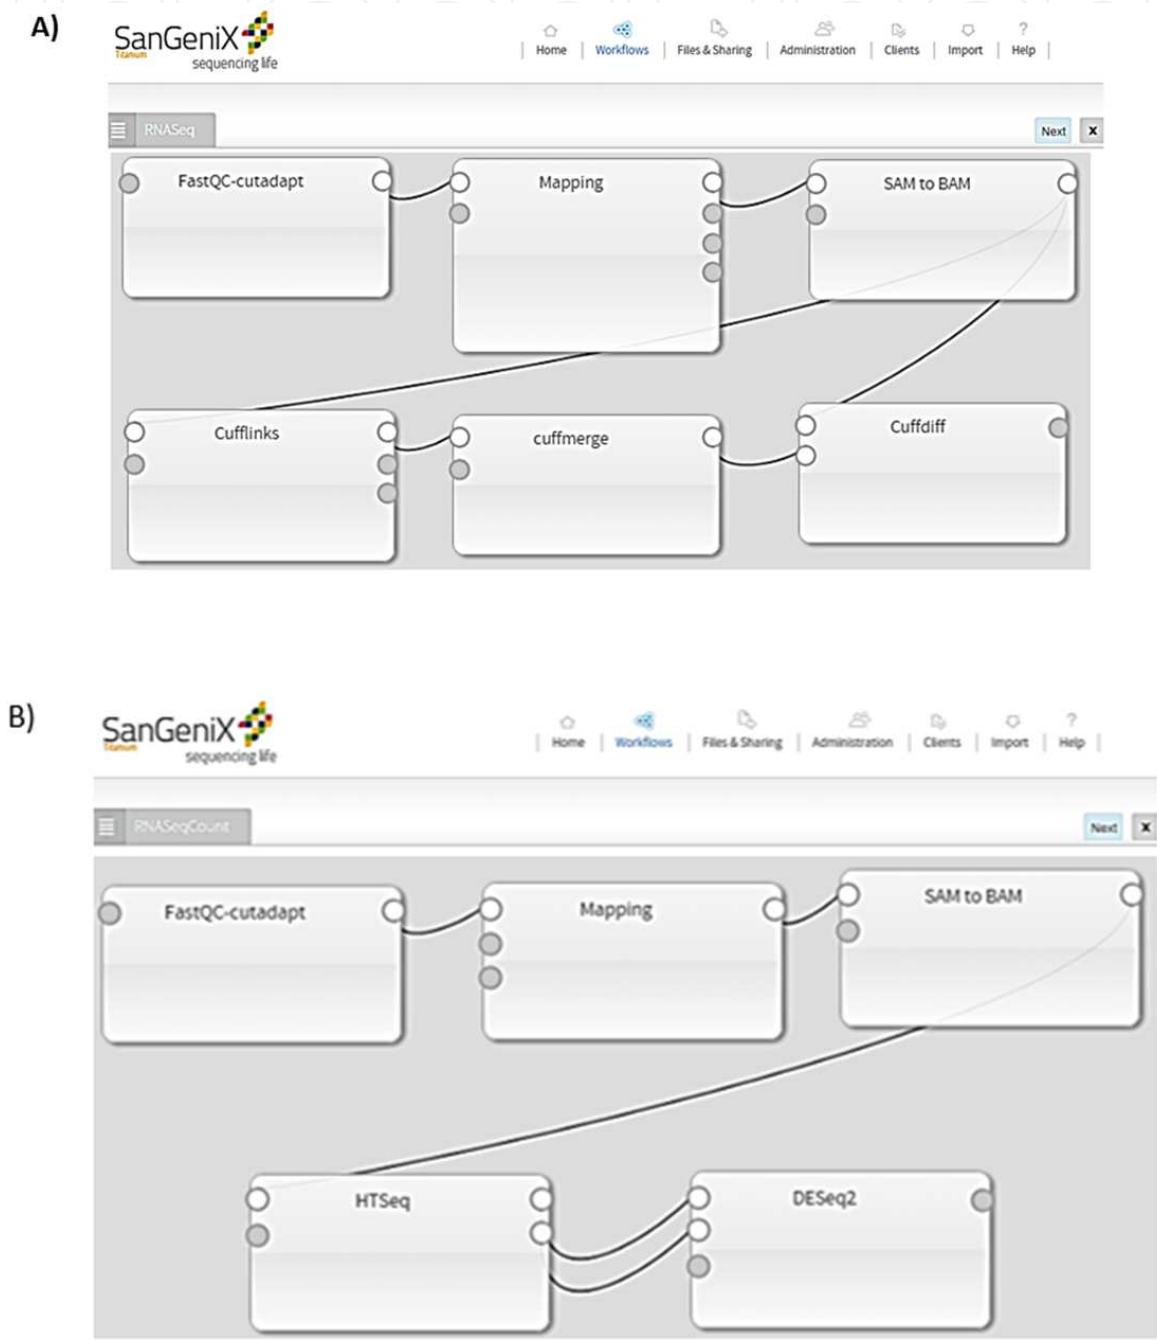 A)
SanGeniX
Titanium
sequencing life
Home Workflows Files & Sharing Administration Clients Import Help
RNASeq
Next X
FastQC-cutadapt Mapping SAM to BAM
Cufflinks cuffmerge Cuffdiff
B)
SanGeniX
Titanium
sequencing life
Home Workflows Files & Sharing Administration Clients Import Help
RNASeqCount
Next X
FastQC-cutadapt Mapping SAM to BAM
HTSeq DESeq2